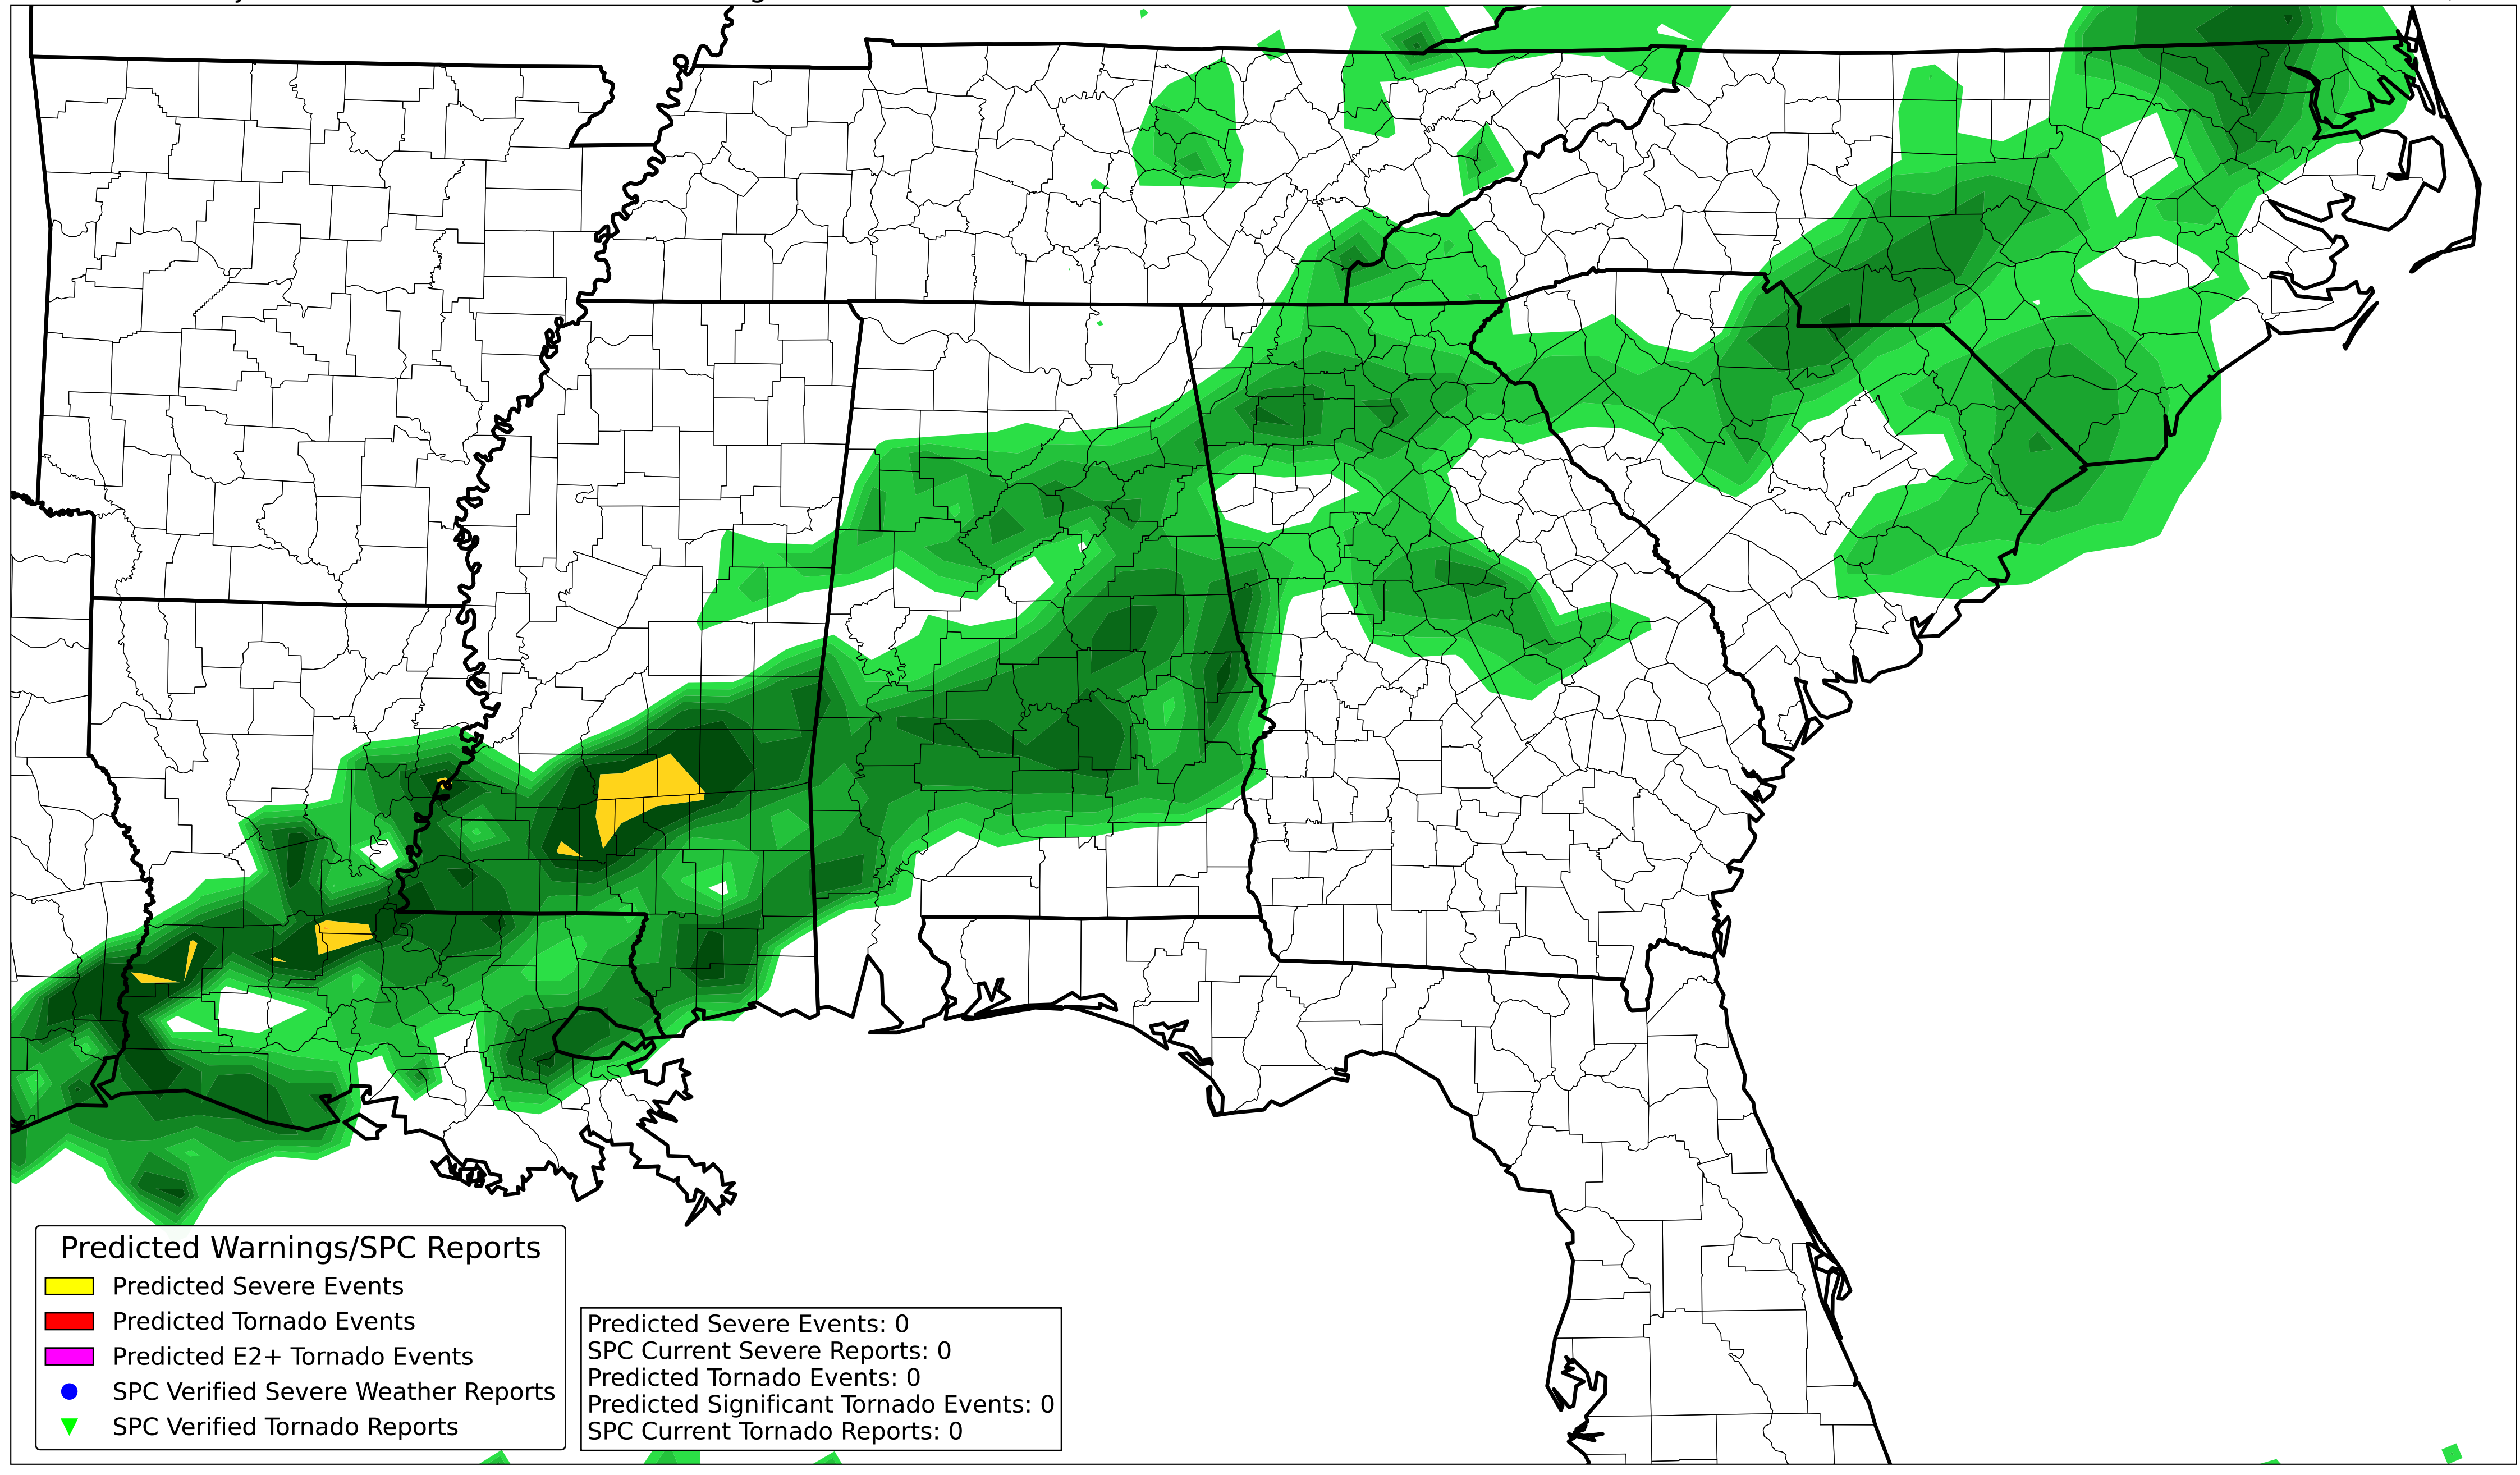 Predicted Warnings/SPC Reports
Predicted Severe Events
Predicted Tornado Events
Predicted E2+ Tornado Events
SPC Verified Severe Weather Reports
SPC Verified Tornado Reports
Predicted Severe Events: 0
SPC Current Severe Reports: 0
Predicted Tornado Events: 0
Predicted Significant Tornado Events: 0
SPC Current Tornado Reports: 0